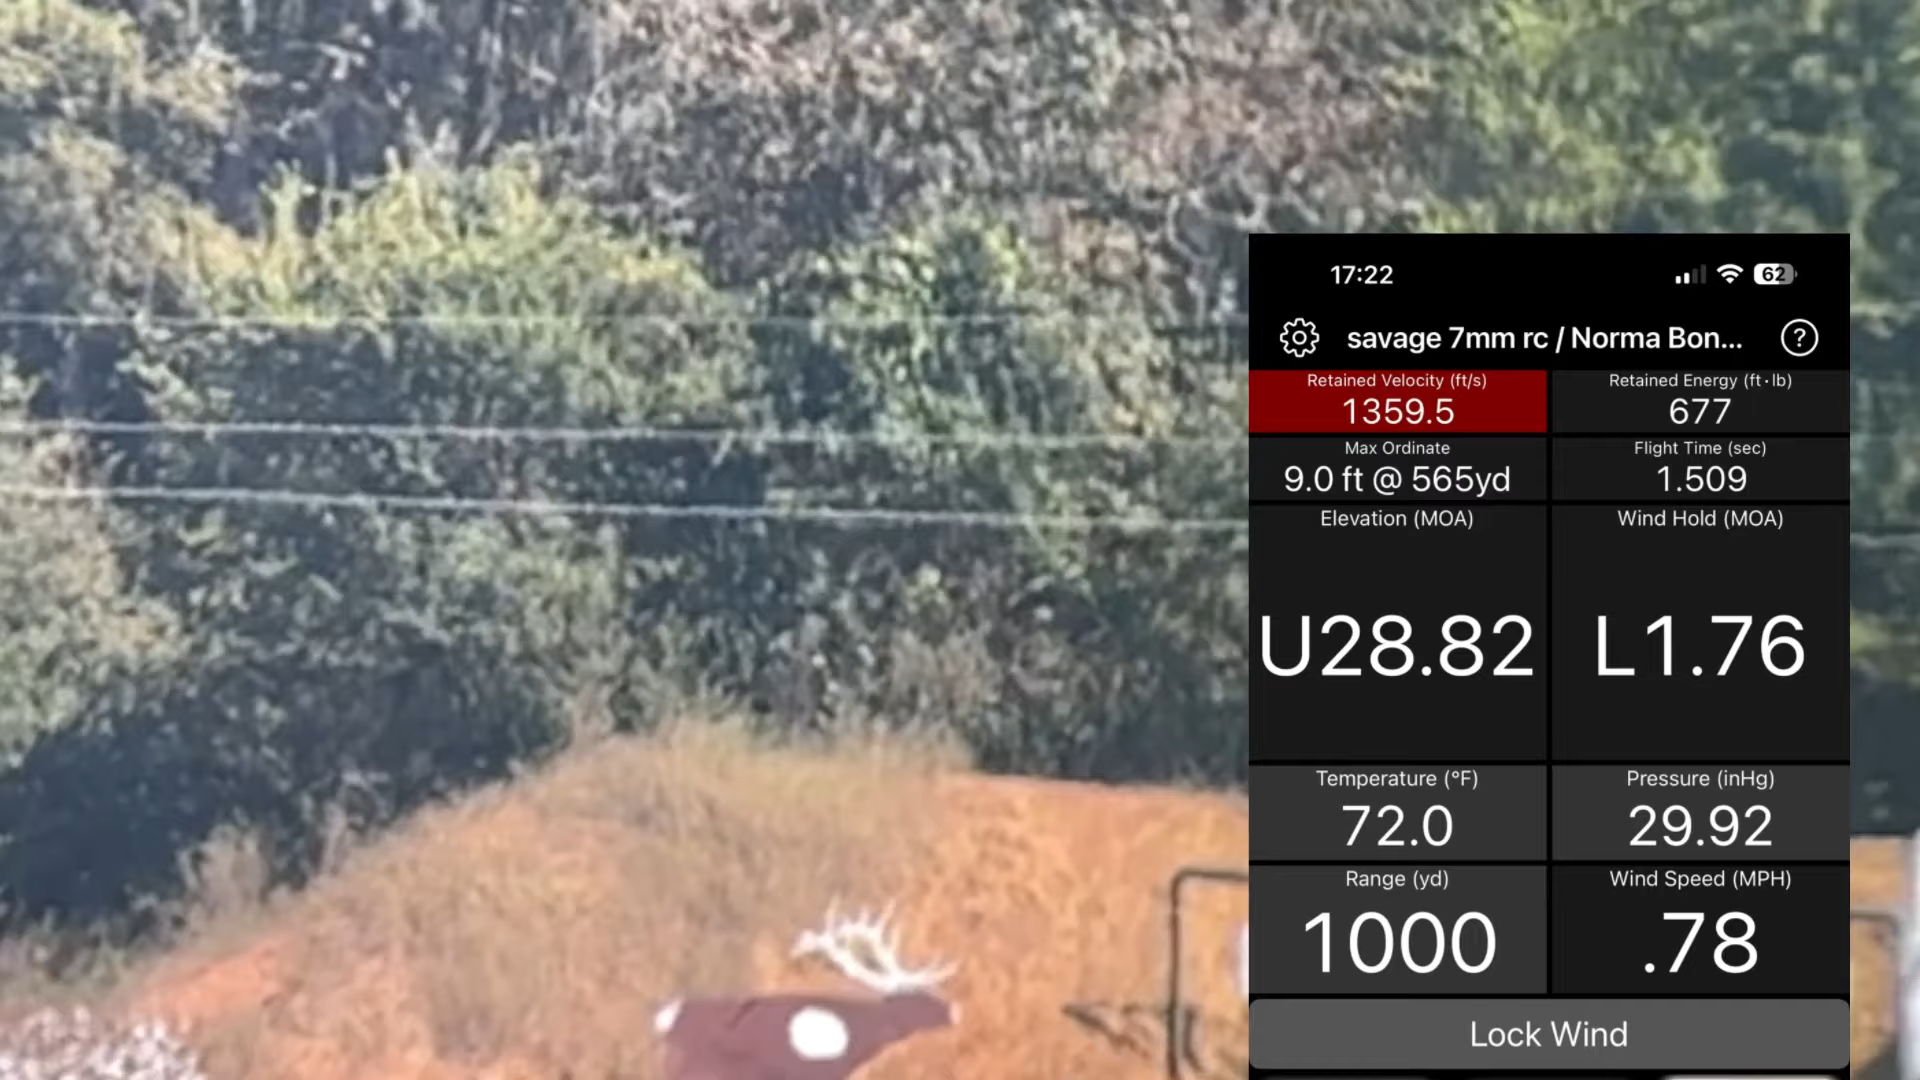 17:22
62
savage 7mm rc / Norma Bon...
?
Retained Velocity (ft/s)
1359.5
Retained Energy (ft·lb)
677
Max Ordinate
9.0 ft @ 565yd
Flight Time (sec)
1.509
Elevation (MOA)
U28.82
Wind Hold (MOA)
L1.76
Temperature (°F)
72.0
Pressure (inHg)
29.92
Range (yd)
1000
Wind Speed (MPH)
.78
Lock Wind